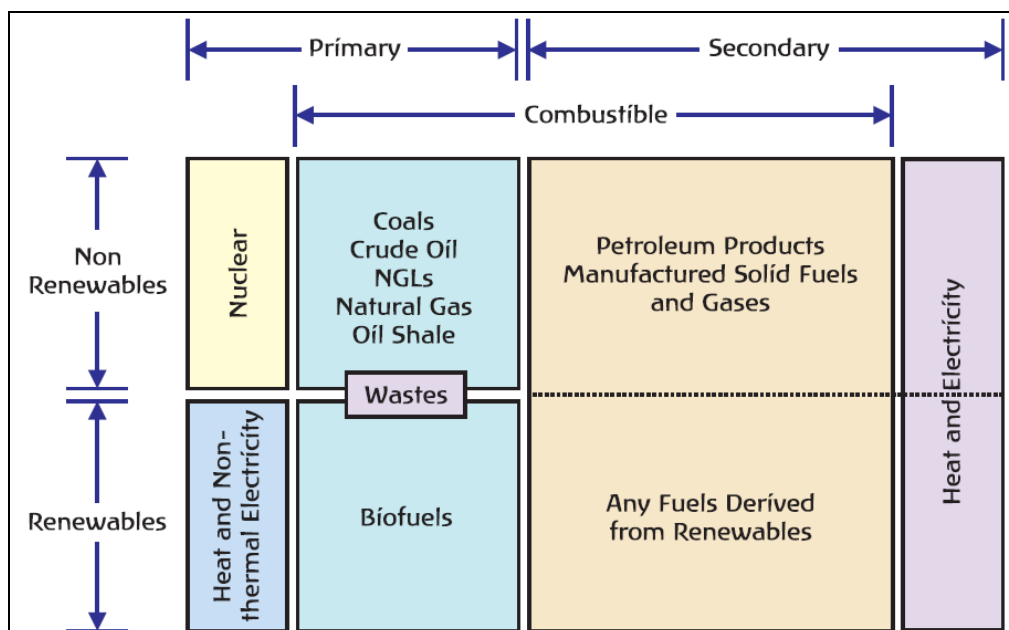 Primary
Secondary
Combustible
Non
Renewables
Nuclear
Coals
Crude Oil
NGLs
Natural Gas
Oil Shale
Petroleum Products
Manufactured Solid Fuels
and Gases
Heat and Electricity
Wastes
Renewables
Heat and Non-
thermal Electricity
Biofuels
Any Fuels Derived
from Renewables